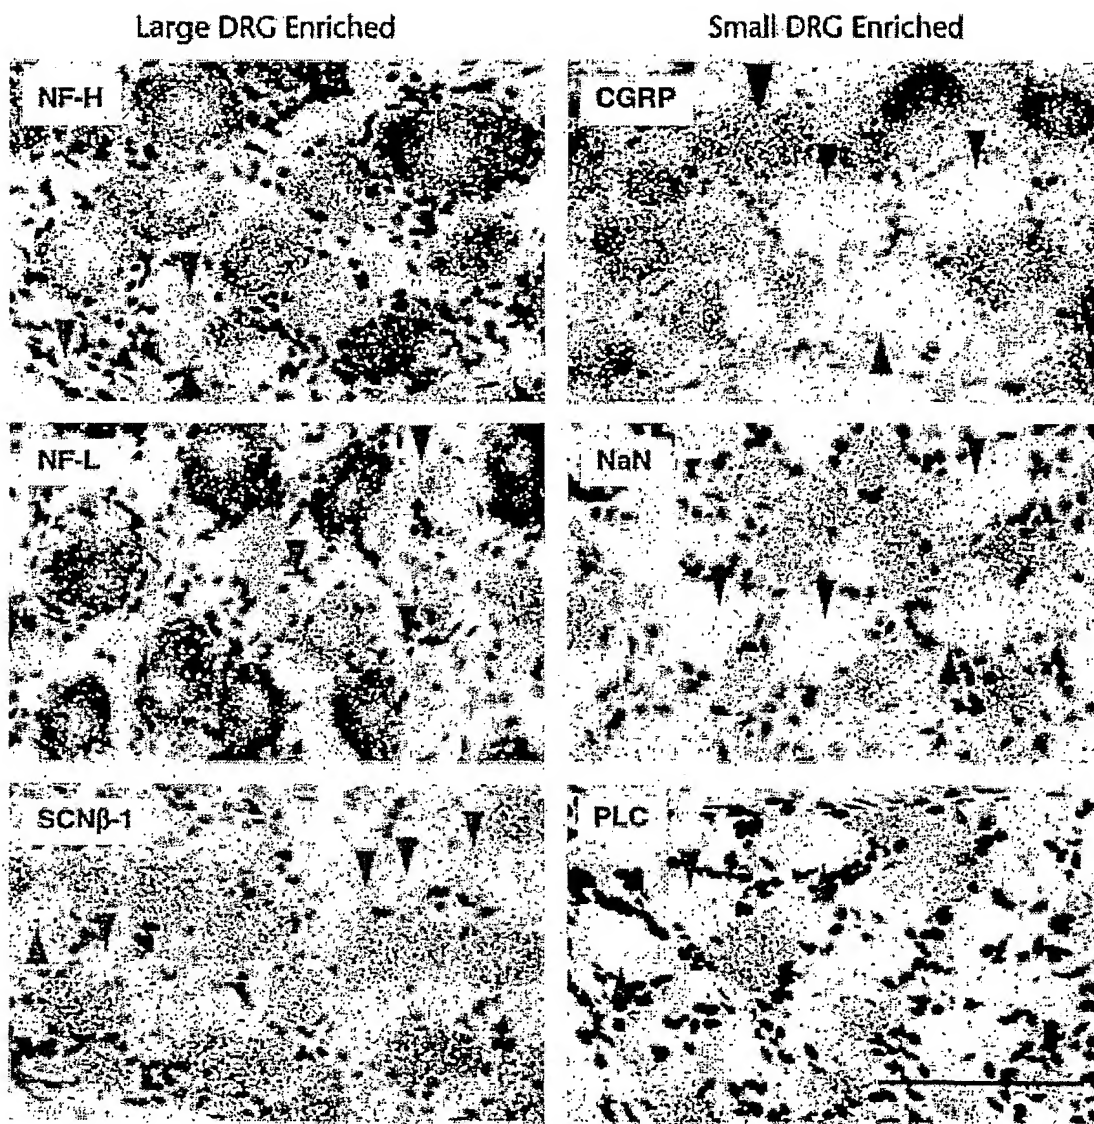 Large DRG Enriched
Small DRG Enriched
NF-H
CGRP
NF-L
NaN
SCNβ-1
PLC